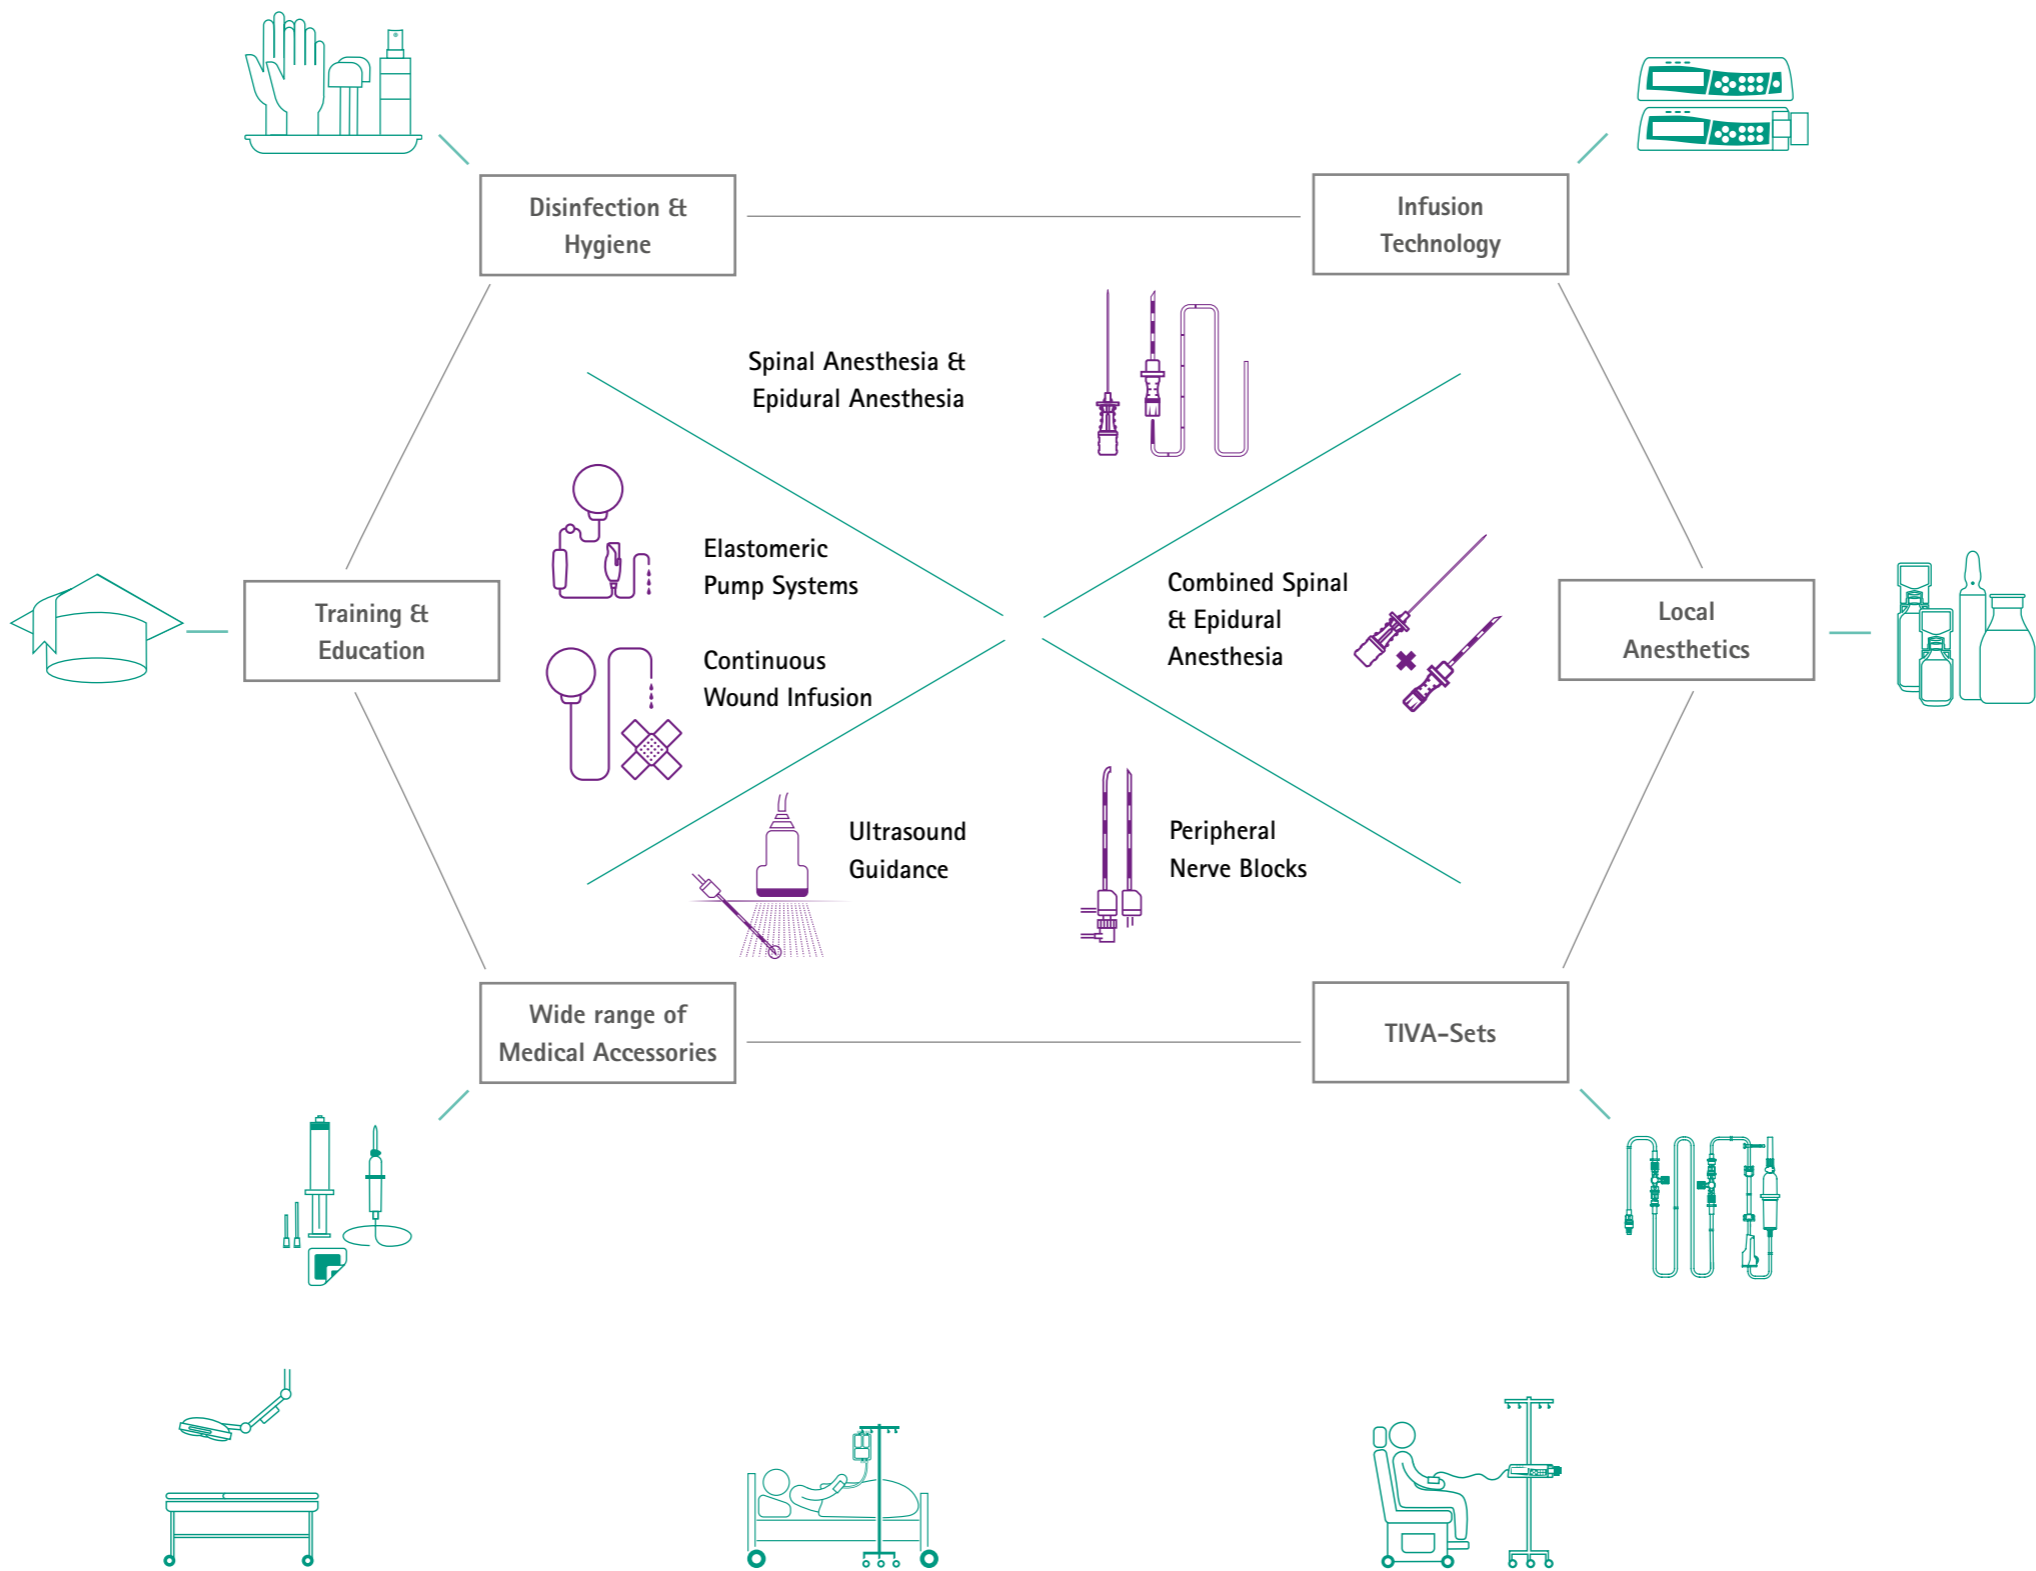 Disinfection &
Hygiene
Infusion
Technology
Spinal Anesthesia &
Epidural Anesthesia
Elastomeric
Pump Systems
Combined Spinal
& Epidural
Anesthesia
Training &
Education
Local
Anesthetics
Continuous
Wound Infusion
Ultrasound
Guidance
Peripheral
Nerve Blocks
Wide range of
Medical Accessories
TIVA-Sets